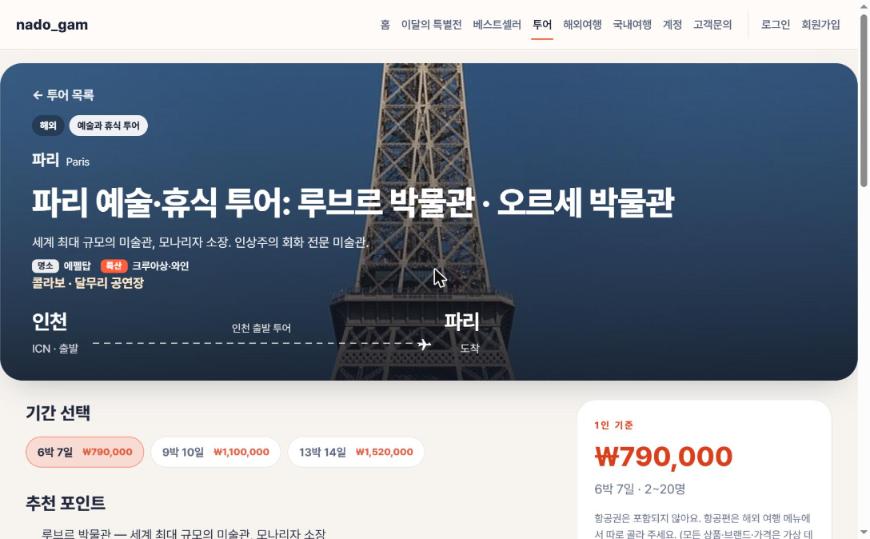 nado_gam
홈 이달의 특별전 베스트셀러 투어 해외여행 국내여행 계정 고객문의 로그인 회원가입
← 투어 목록
해외 예술과 휴식 투어
파리 Paris
파리 예술·휴식 투어: 루브르 박물관 · 오르세 박물관
세계 최대 규모의 미술관, 모나리자 소장. 인상주의 회화 전문 미술관.
명소 에펠탑 특산 크루아상·와인
콜라보 · 달무리 공연장
인천 인천 출발 투어 파리
ICN · 출발 도착
기간 선택
6박 7일 ₩790,000 9박 10일 ₩1,100,000 13박 14일 ₩1,520,000
추천 포인트
루브르 박물관 — 세계 최대 규모의 미술관, 모나리자 소장
1인 기준
₩790,000
6박 7일 · 2~20명
항공권은 포함되지 않아요. 항공편은 해외 여행 메뉴에
서 따로 골라 주세요. (모든 상품·브랜드·가격은 가상 데